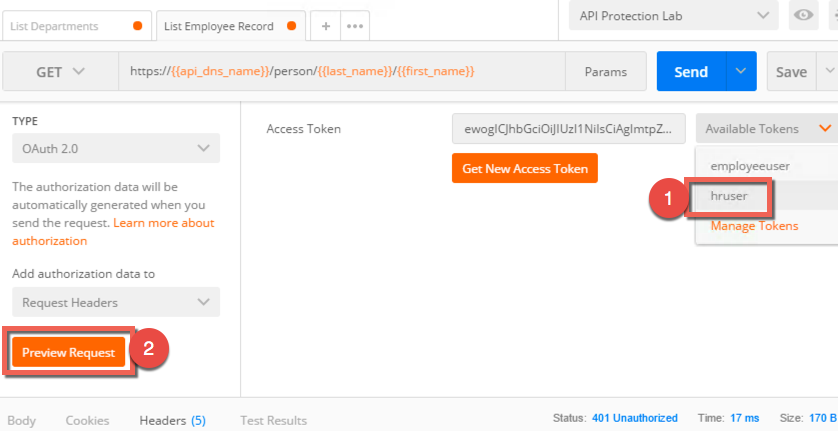 List Departments
List Employee Record
+
•••
API Protection Lab
GET
https://{{api_dns_name}}/person/{{last_name}}/{{first_name}}
Params
Send
Save
TYPE
OAuth 2.0
The authorization data will be
automatically generated when you
send the request. Learn more about
authorization
Add authorization data to
Request Headers
Preview Request
2
Access Token
ewogICJhbGciOiJIUzI1NiIsCiAgImtpZ...
Available Tokens
Get New Access Token
employeeuser
1
hruser
Manage Tokens
Body
Cookies
Headers (5)
Test Results
Status: 401 Unauthorized
Time: 17 ms
Size: 170 B